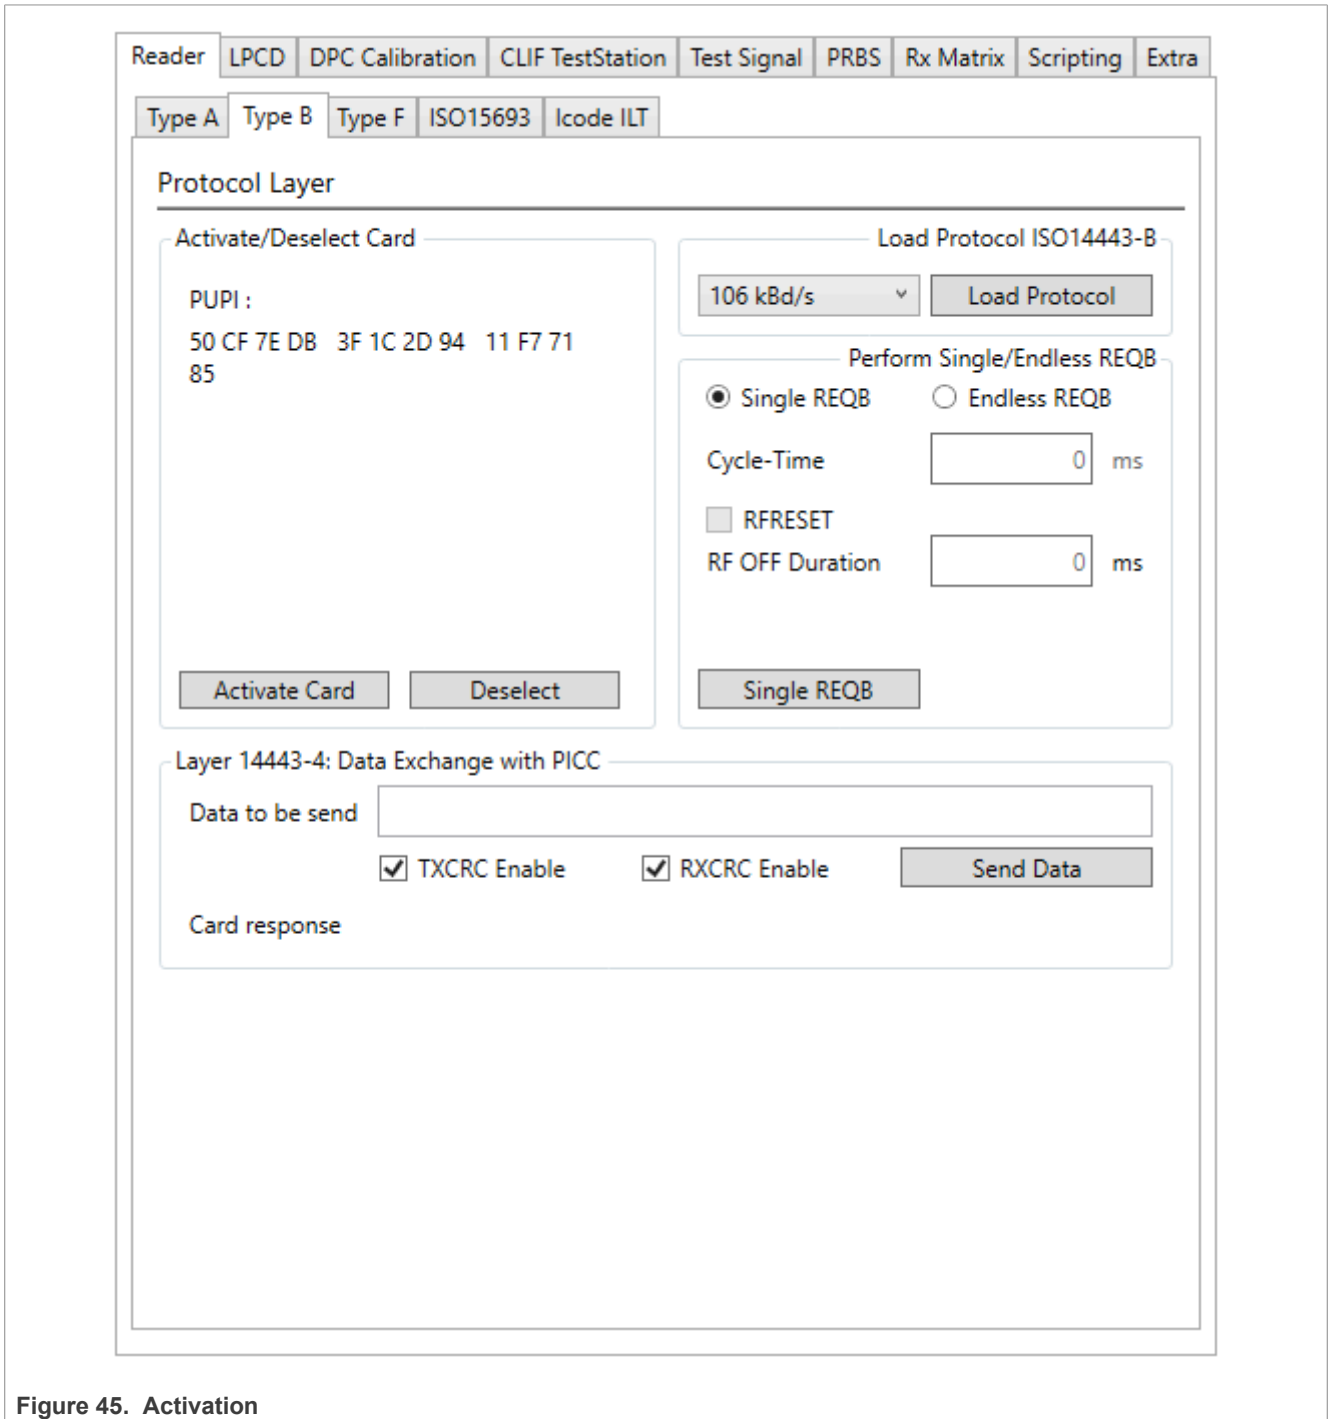 Reader LPCD DPC Calibration CLIF TestStation Test Signal PRBS Rx Matrix Scripting Extra
Type A Type B Type F ISO15693 Icode ILT
Protocol Layer
Activate/Deselect Card
PUPI :
50 CF 7E DB 3F 1C 2D 94 11 F7 71
85
Activate Card Deselect
Load Protocol ISO14443-B
106 kBd/s Load Protocol
Perform Single/Endless REQB
Single REQB Endless REQB
Cycle-Time 0 ms
RFRESET
RF OFF Duration 0 ms
Single REQB
Layer 14443-4: Data Exchange with PICC
Data to be send
TXCRC Enable RXCRC Enable Send Data
Card response
Figure 45. Activation